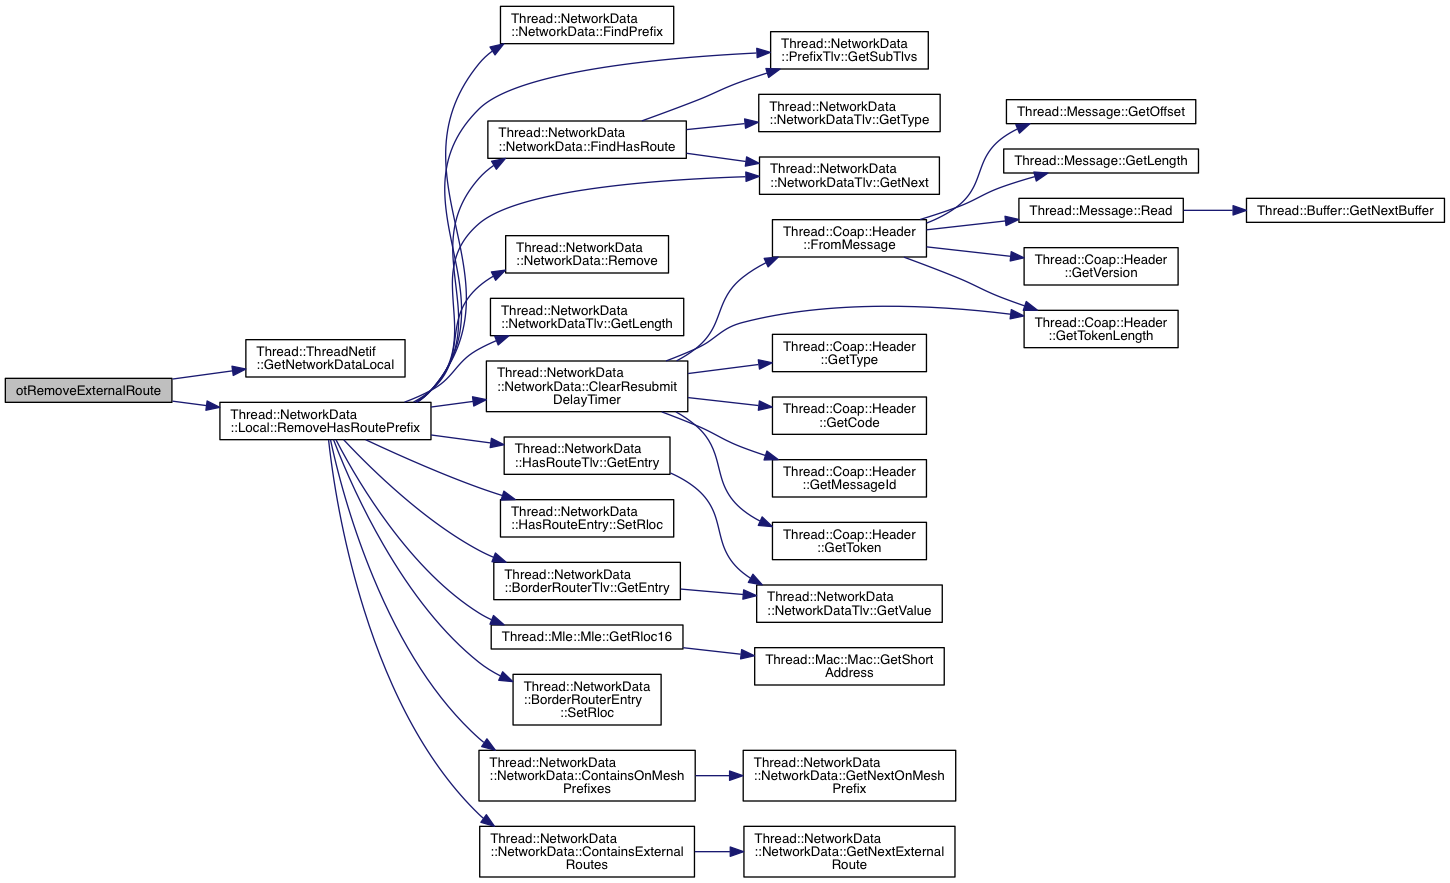 otRemoveExternalRoute
Thread::ThreadNetif
::GetNetworkDataLocal
Thread::NetworkData
::Local::RemoveHasRoutePrefix
Thread::NetworkData
::NetworkData::FindPrefix
Thread::NetworkData
::NetworkData::FindHasRoute
Thread::NetworkData
::NetworkData::Remove
Thread::NetworkData
::NetworkDataTlv::GetLength
Thread::NetworkData
::NetworkData::ClearResubmit
DelayTimer
Thread::NetworkData
::HasRouteTlv::GetEntry
Thread::NetworkData
::HasRouteEntry::SetRloc
Thread::NetworkData
::BorderRouterTlv::GetEntry
Thread::Mle::Mle::GetRloc16
Thread::NetworkData
::BorderRouterEntry
::SetRloc
Thread::NetworkData
::NetworkData::ContainsOnMesh
Prefixes
Thread::NetworkData
::NetworkData::ContainsExternal
Routes
Thread::NetworkData
::PrefixTlv::GetSubTlvs
Thread::NetworkData
::NetworkDataTlv::GetType
Thread::NetworkData
::NetworkDataTlv::GetNext
Thread::Coap::Header
::FromMessage
Thread::Coap::Header
::GetType
Thread::Coap::Header
::GetCode
Thread::Coap::Header
::GetMessageId
Thread::Coap::Header
::GetToken
Thread::NetworkData
::NetworkDataTlv::GetValue
Thread::Mac::Mac::GetShort
Address
Thread::NetworkData
::NetworkData::GetNextOnMesh
Prefix
Thread::NetworkData
::NetworkData::GetNextExternal
Route
Thread::Message::GetOffset
Thread::Message::GetLength
Thread::Message::Read
Thread::Coap::Header
::GetVersion
Thread::Coap::Header
::GetTokenLength
Thread::Buffer::GetNextBuffer